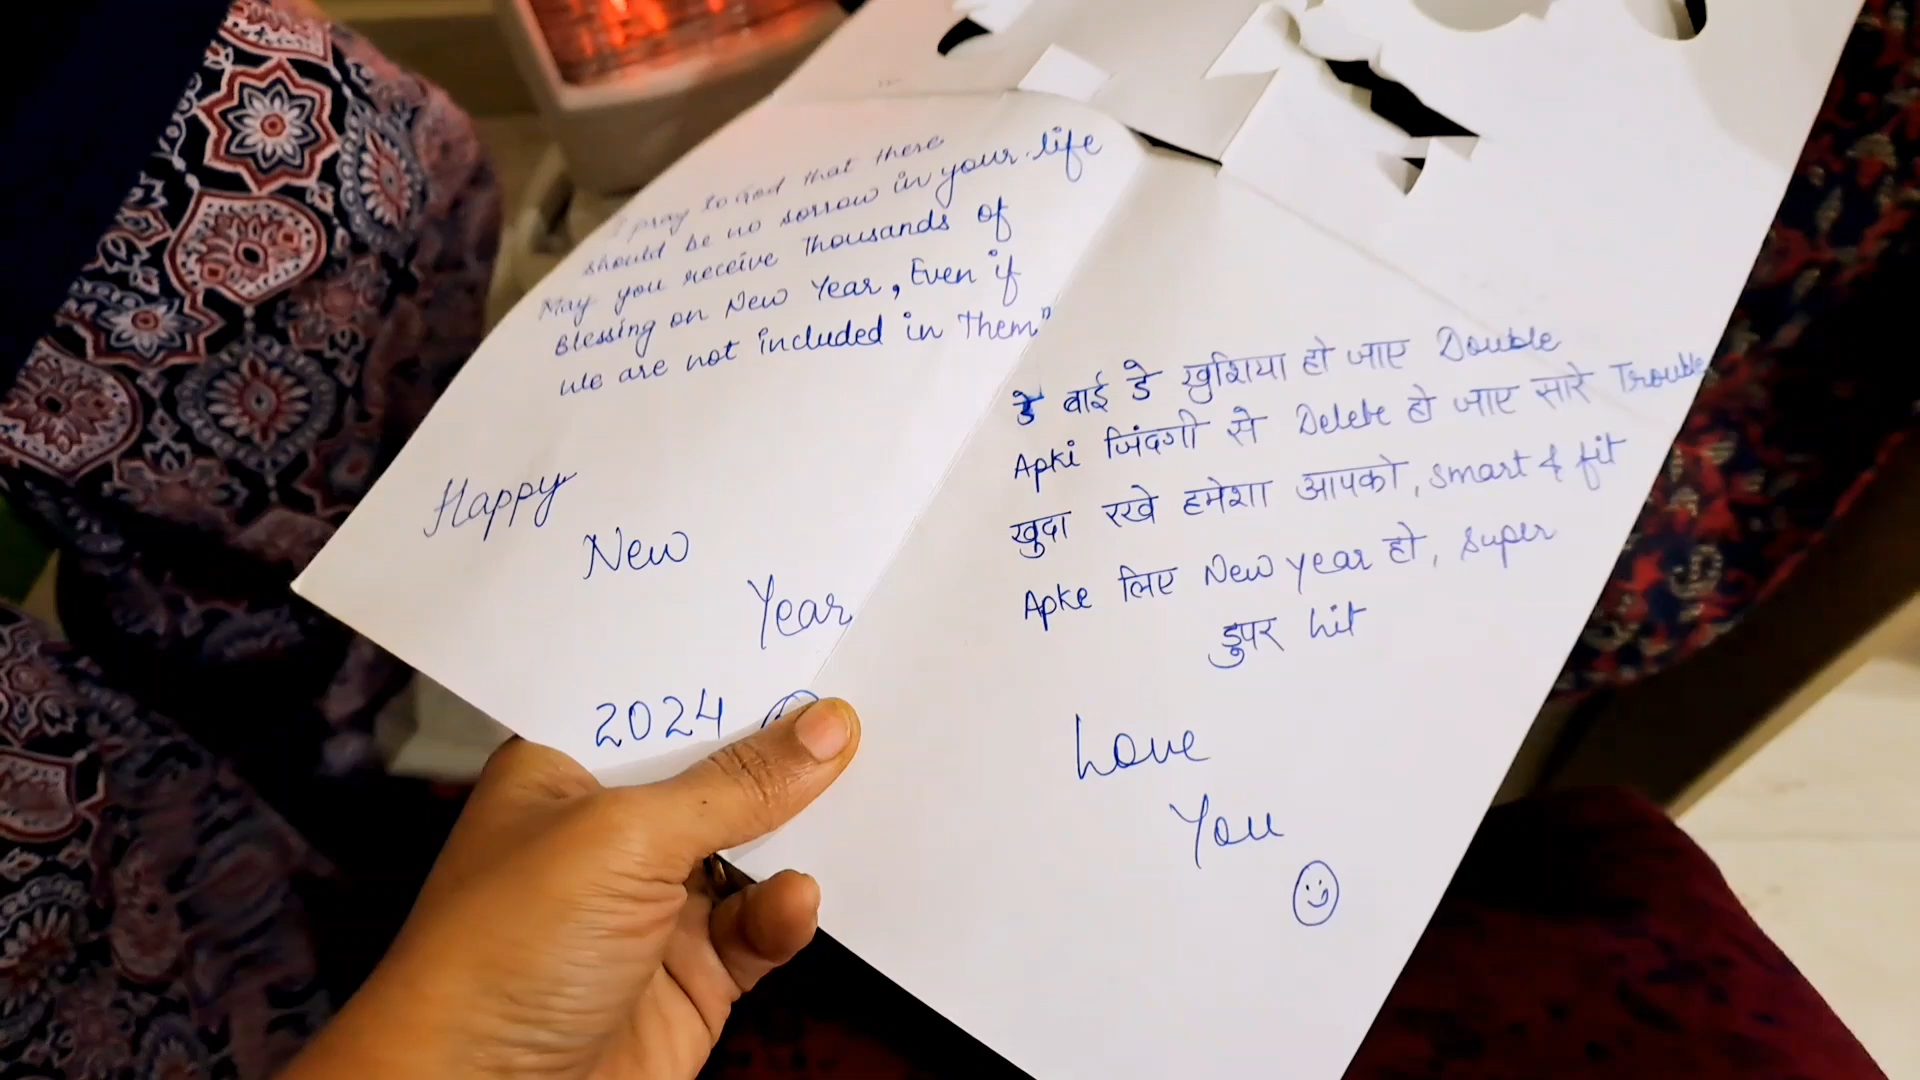 I pray to God that there
should be no sorrow in your life
May you receive Thousands of
Blessing on New Year, Even if
We are not included in Them"
Happy
New
Year
2024
डे बाई डे खुशिया हो जाए Double
Apki जिंदगी से Delete हो जाए सारे Trouble
खुदा रखे हमेशा आपको, smart & fit
Apke लिए New year हो, super
डुपर hit
Love
You